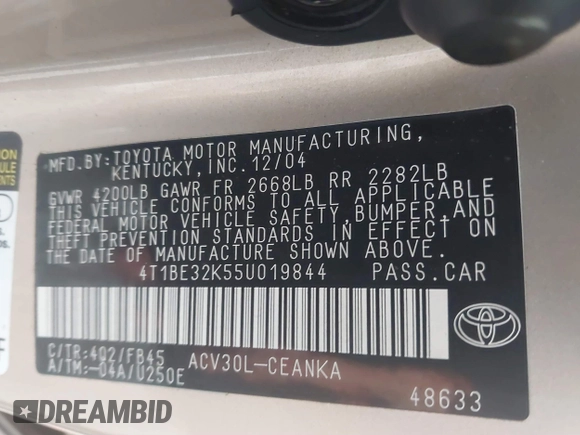 MFD.BY:TOYOTA MOTOR MANUFACTURING,
KENTUCKY, INC. 12/04
GVWR 4200LB GAWR FR 2668LB RR 2282LB
THIS VEHICLE CONFORMS TO ALL APPLICABLE
FEDERAL MOTOR VEHICLE SAFETY,BUMPER,AND
THEFT PREVENTION STANDARDS IN EFFECT ON
THE DATE OF MANUFACTURE SHOWN ABOVE.
4T1BE32K55U019844 PASS.CAR
C/TR:4Q2/FB45 ACV30L-CEANKA
A/TM:-04A/U250E
48633
DREAMBID